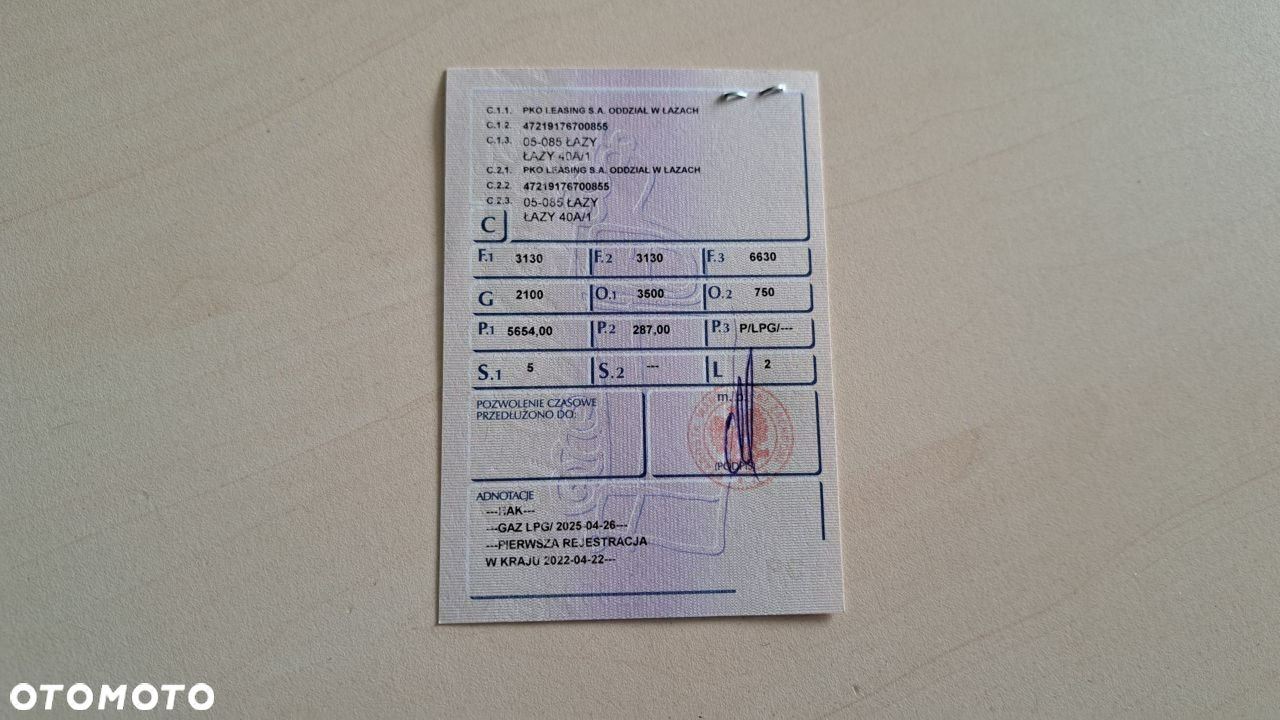 C.1.1. PKO LEASING S.A. ODDZIAŁ W ŁAZACH
C.1.2. 47219176700855
C.1.3. 05-085 ŁAZY
ŁAZY 40A/1
C.2.1. PKO LEASING S.A. ODDZIAŁ W ŁAZACH
C.2.2. 47219176700855
C.2.3. 05-085 ŁAZY
ŁAZY 40A/1
C
F.1 3130 F.2 3130 F.3 6630
G 2100 O.1 3500 O.2 750
P.1 5654,00 P.2 287,00 P.3 P/LPG/---
S.1 5 S.2 --- L 2
POZWOLENIE CZASOWE
PRZEDŁUŻONO DO:
m. p.
(PODPIS)
ADNOTACJE
---HAK---
---GAZ LPG/ 2025-04-26---
---PIERWSZA REJESTRACJA
W KRAJU 2022-04-22---
OTOMOTO